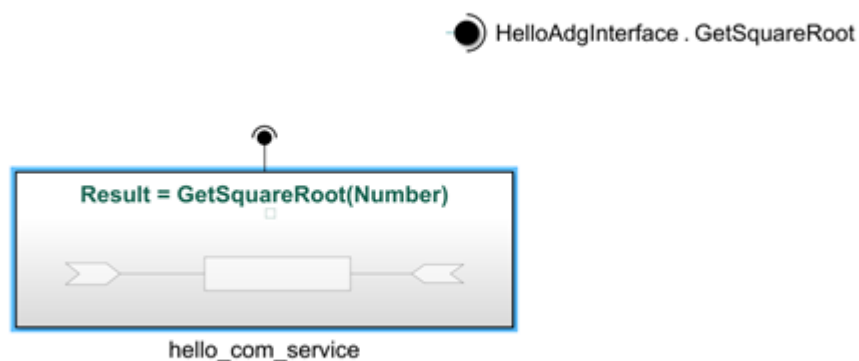 HelloAdgInterface . GetSquareRoot
Result = GetSquareRoot(Number)
hello_com_service